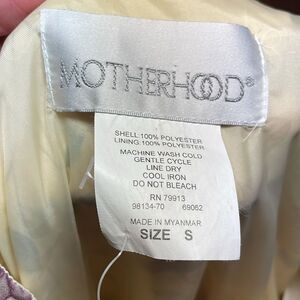 MOTHERHOOD®
SHELL: 100% POLYESTER
LINING: 100% POLYESTER
MACHINE WASH COLD
GENTLE CYCLE
LINE DRY
COOL IRON
DO NOT BLEACH
RN 79913
98134-70 69062
MADE IN MYANMAR
SIZE S